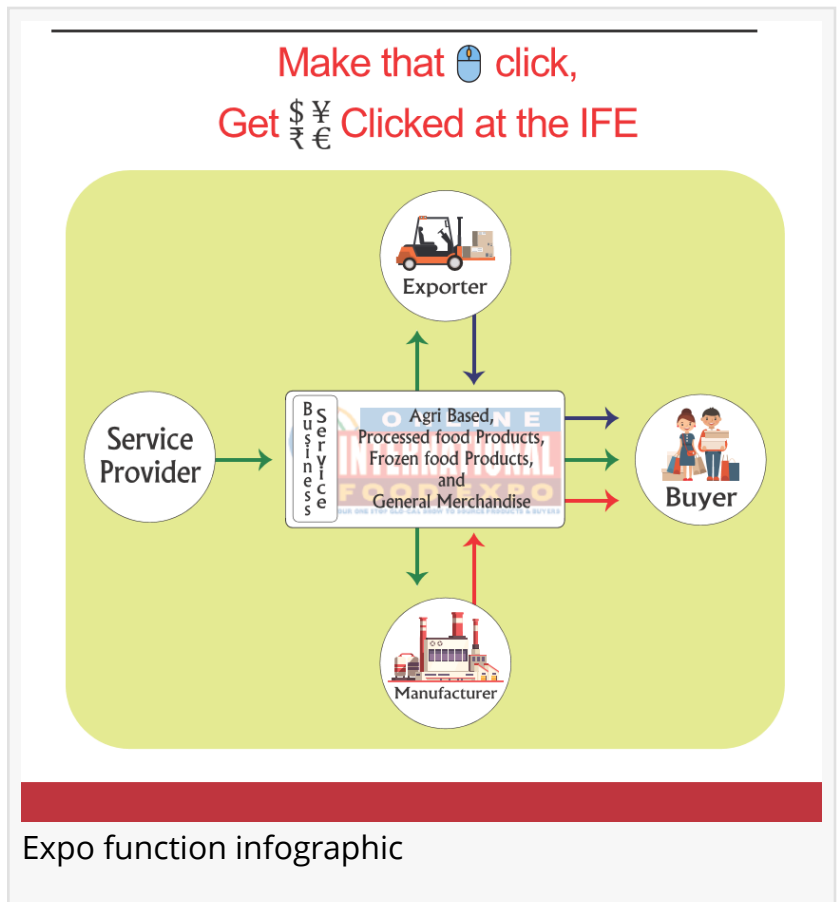 Make that click,
Get $ ¥ ₹ € Clicked at the IFE
Exporter
Service
Provider
Business
Service
Agri Based,
Processed food Products,
Frozen food Products,
and
General Merchandise
ONLINE
INTERNATIONAL
FOOD EXPO
Buyer
Manufacturer
Expo function infographic